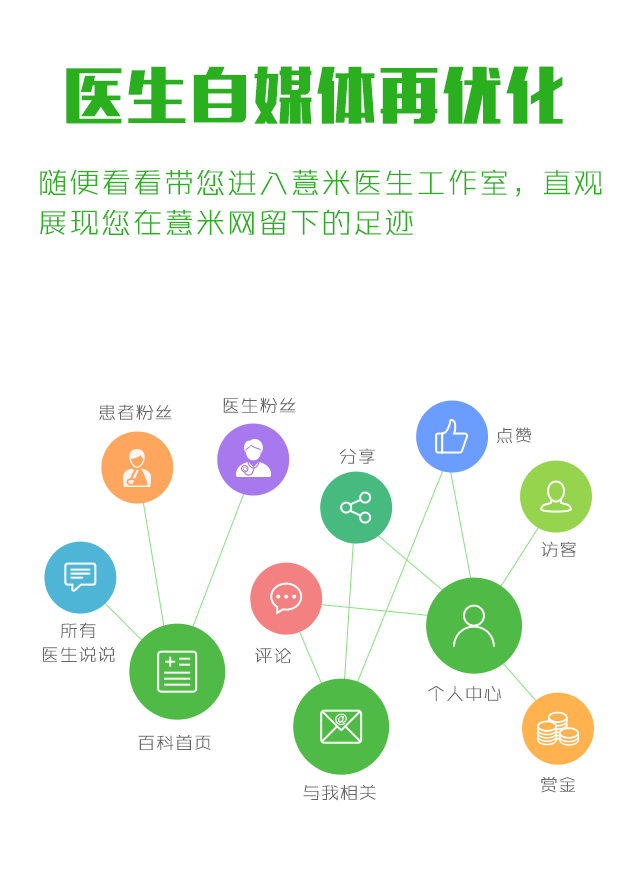 医生自媒体再优化
随便看看带您进入薏米医生工作室，直观
展现您在薏米网留下的足迹
患者粉丝
医生粉丝
分享
点赞
访客
所有
医生说说
评论
个人中心
百科首页
@
与我相关
赏金